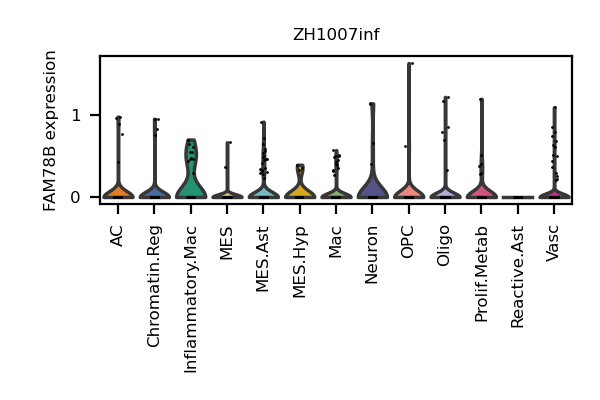 ZH1007inf
FAM78B expression
1
0
AC
Chromatin.Reg
Inflammatory.Mac
MES
MES.Ast
MES.Hyp
Mac
Neuron
OPC
Oligo
Prolif.Metab
Reactive.Ast
Vasc